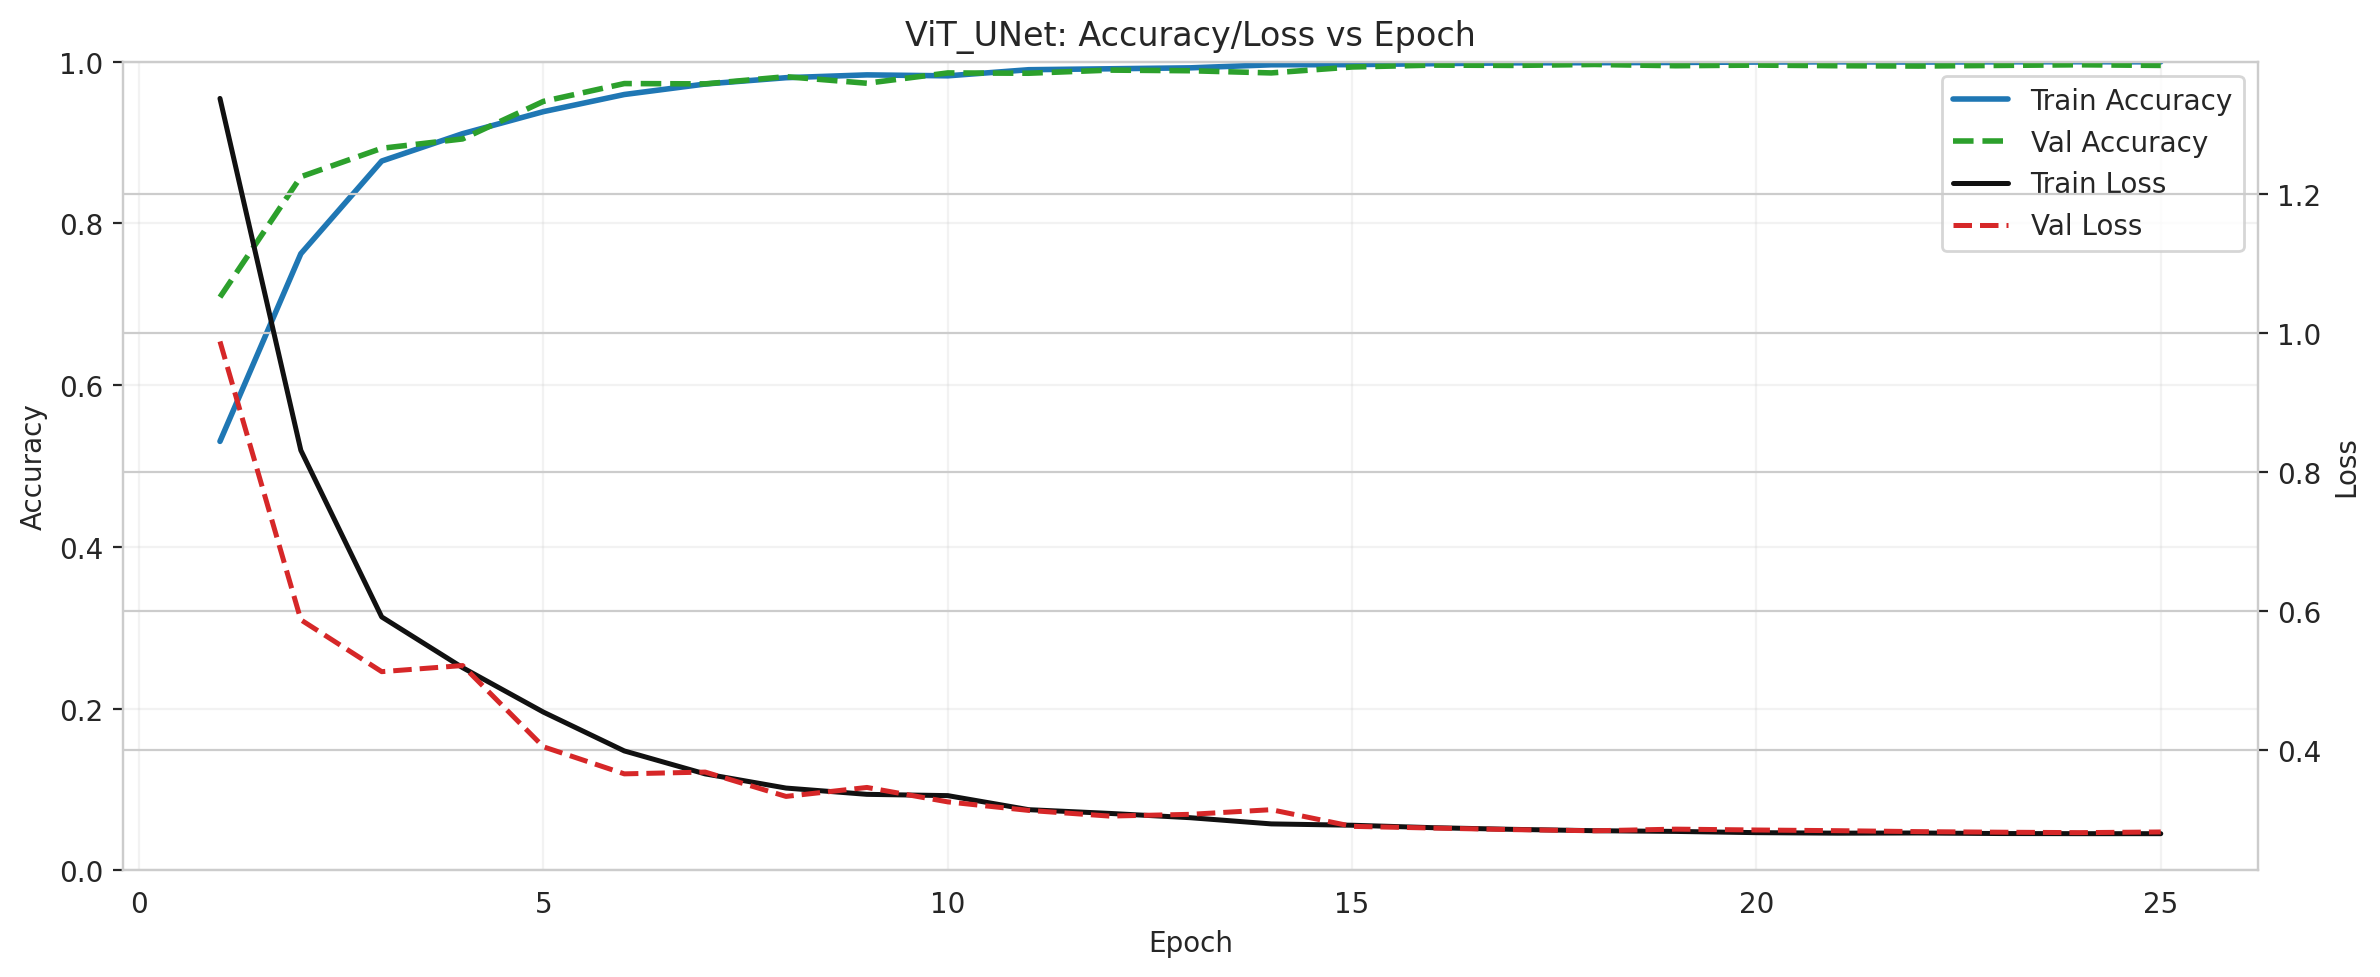 ViT_UNet: Accuracy/Loss vs Epoch
1.0
0.8
0.6
0.4
0.2
0.0
Accuracy
Train Accuracy
Val Accuracy
Train Loss
Val Loss
1.2
1.0
0.8
0.6
0.4
Loss
0 5 10 15 20 25
Epoch